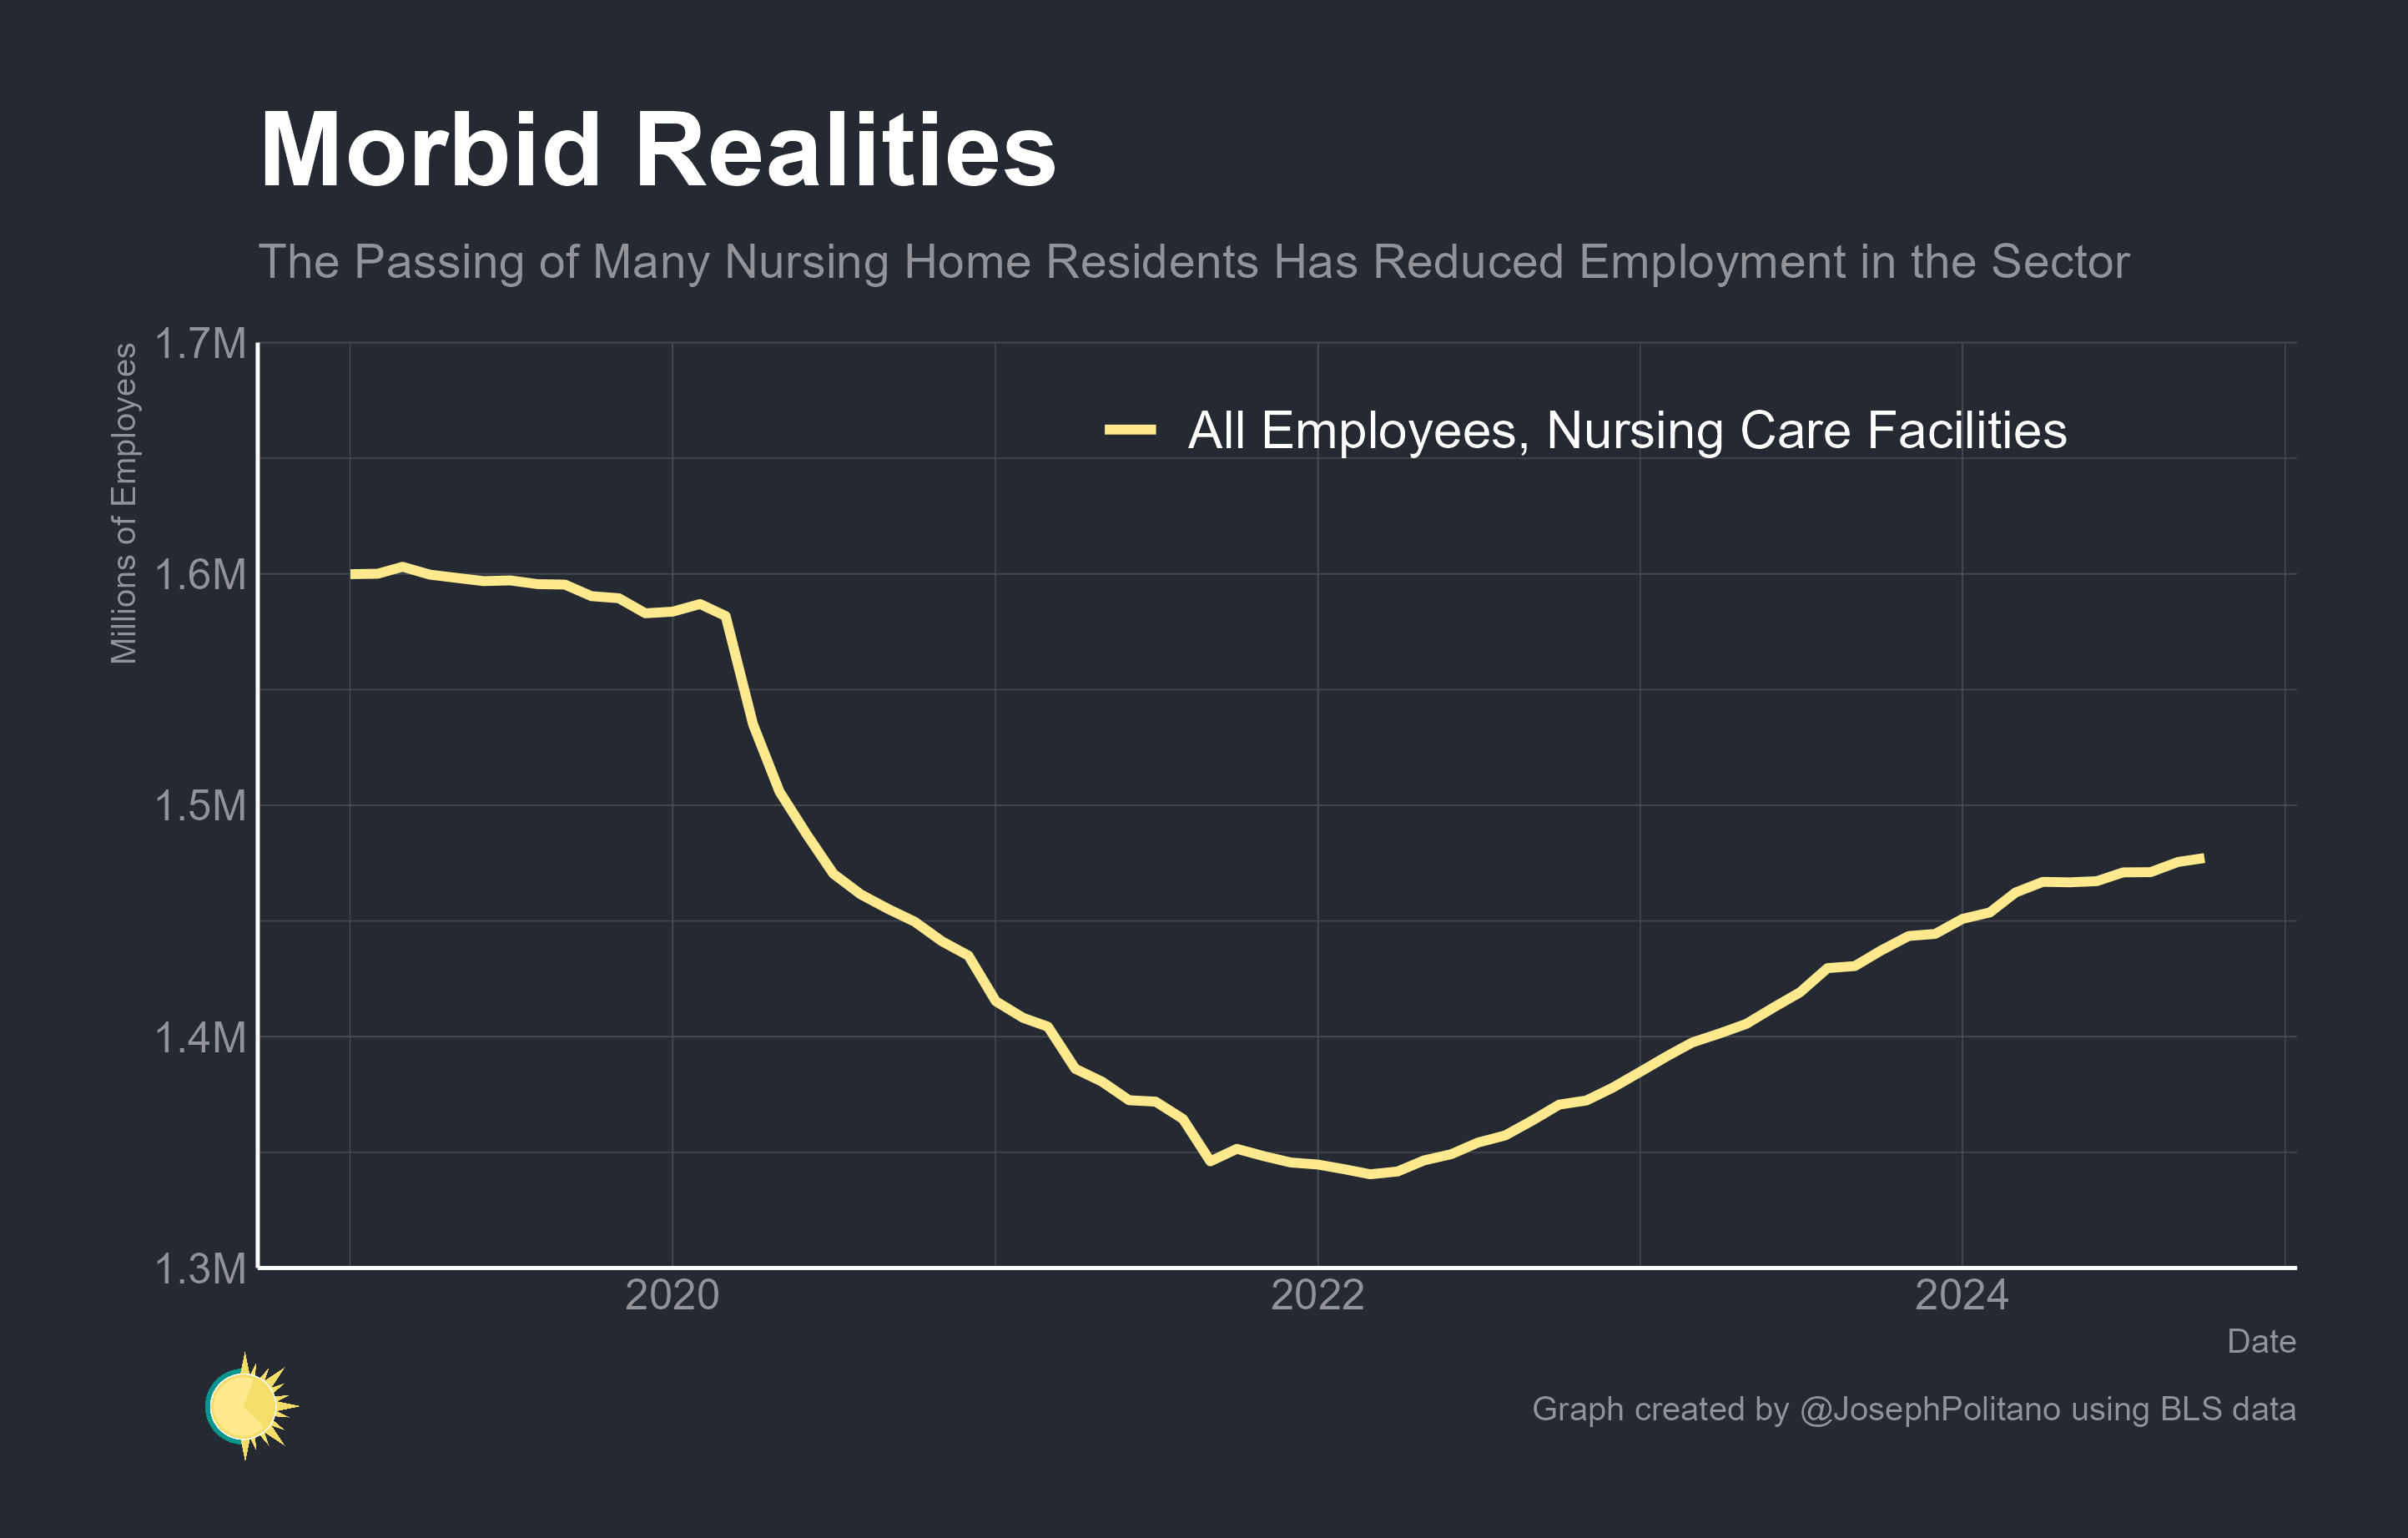 Morbid Realities
The Passing of Many Nursing Home Residents Has Reduced Employment in the Sector
Millions of Employees
1.7M
1.6M
1.5M
1.4M
1.3M
All Employees, Nursing Care Facilities
2020
2022
2024
Date
Graph created by @JosephPolitano using BLS data